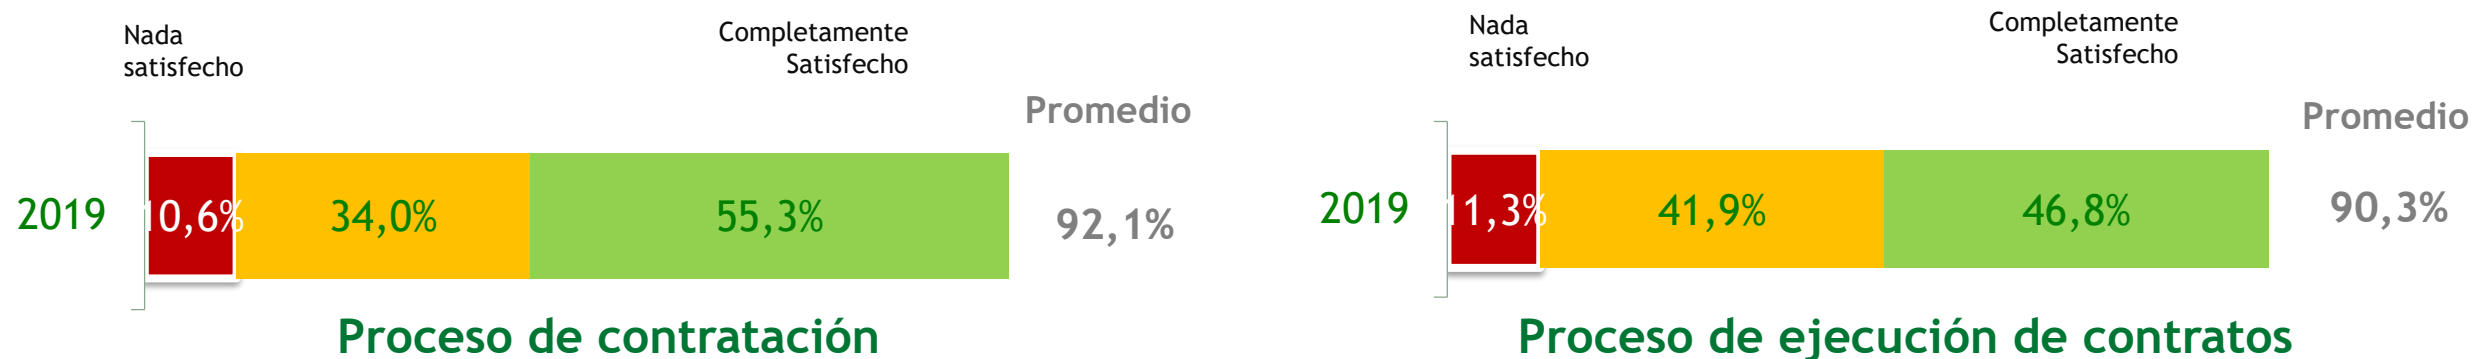 Nada
satisfecho
Completamente
Satisfecho
Promedio
2019
10,6%
34,0%
55,3%
92,1%
Proceso de contratación
Nada
satisfecho
Completamente
Satisfecho
Promedio
2019
11,3%
41,9%
46,8%
90,3%
Proceso de ejecución de contratos